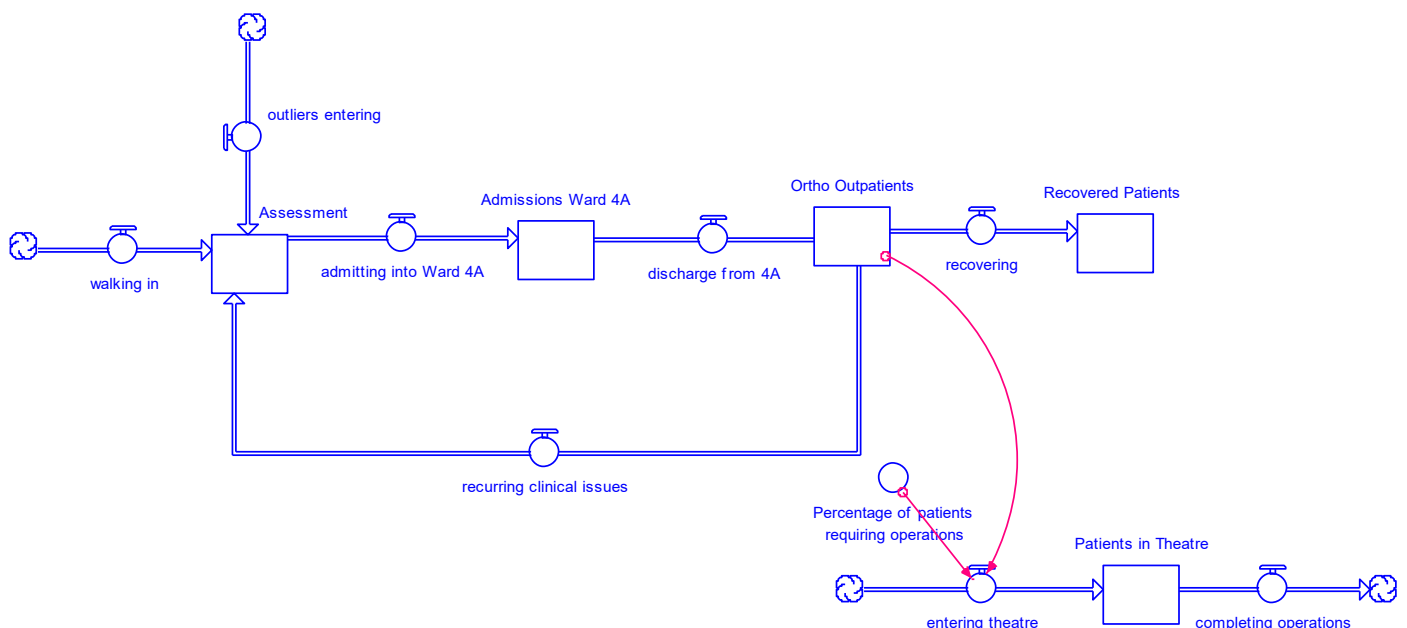 outliers entering
Ortho Outpatients
Recovered Patients
Admissions Ward 4A
Assessment
walking in
admitting into Ward 4A
discharge from 4A
recovering
recurring clinical issues
Percentage of patients
requiring operations
Patients in Theatre
entering theatre
completing operations